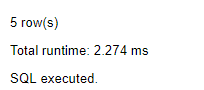 5 row(s)
Total runtime: 2.274 ms
SQL executed.